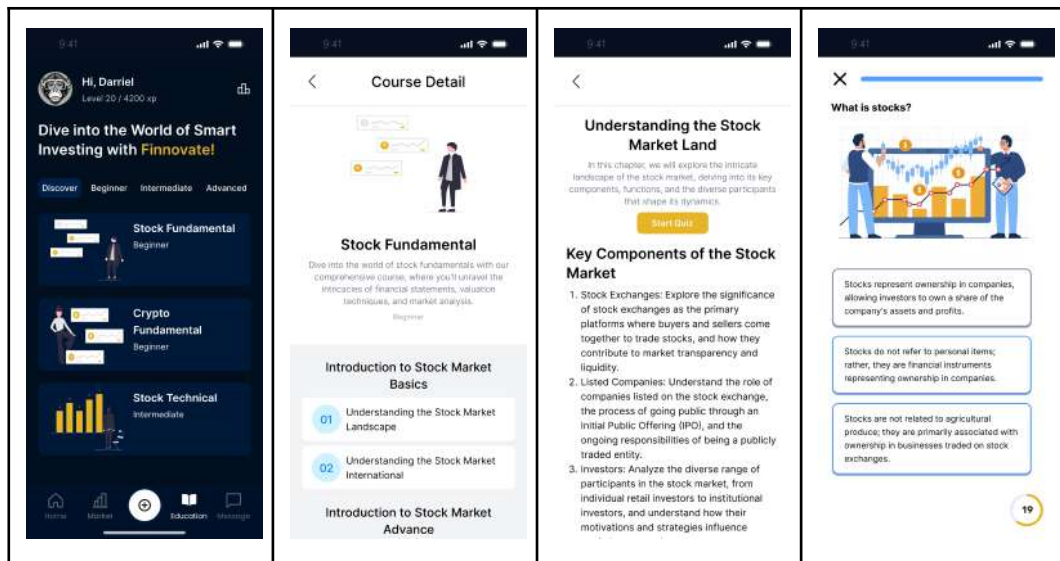 9:41
Hi, Darriel
Level 20 / 4200 xp
Dive into the World of Smart
Investing with Finnovate!
Discover Beginner Intermediate Advanced
Stock Fundamental
Beginner
Crypto
Fundamental
Beginner
Stock Technical
Intermediate
Home Market Education Message
9:41
Course Detail
Stock Fundamental
Dive into the world of stock fundamentals with our
comprehensive course, where you'll unravel the
intricacies of financial statements, valuation
techniques, and market analysis.
Beginner
Introduction to Stock Market
Basics
01 Understanding the Stock Market
Landscape
02 Understanding the Stock Market
International
Introduction to Stock Market
Advance
9:41
Understanding the Stock
Market Land
In this chapter, we will explore the intricate
landscape of the stock market, delving into its key
components, functions, and the diverse participants
that shape its dynamics.
Start Quiz
Key Components of the Stock
Market
1. Stock Exchanges: Explore the significance
of stock exchanges as the primary
platforms where buyers and sellers come
together to trade stocks, and how they
contribute to market transparency and
liquidity.
2. Listed Companies: Understand the role of
companies listed on the stock exchange,
the process of going public through an
Initial Public Offering (IPO), and the
ongoing responsibilities of being a publicly
traded entity.
3. Investors: Analyze the diverse range of
participants in the stock market, from
individual retail investors to institutional
investors, and understand how their
motivations and strategies influence
9:41
What is stocks?
Stocks represent ownership in companies,
allowing investors to own a share of the
company's assets and profits.
Stocks do not refer to personal items;
rather, they are financial instruments
representing ownership in companies.
Stocks are not related to agricultural
produce; they are primarily associated with
ownership in businesses traded on stock
exchanges.
19